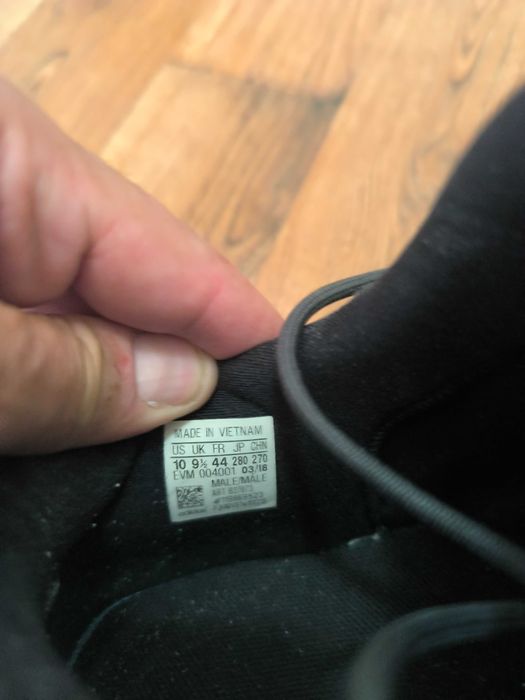 MADE IN VIETNAM
US UK FR JP CHN
10 9½ 44 280 270
EVM 004001 03/18
MALE/MALE
ART